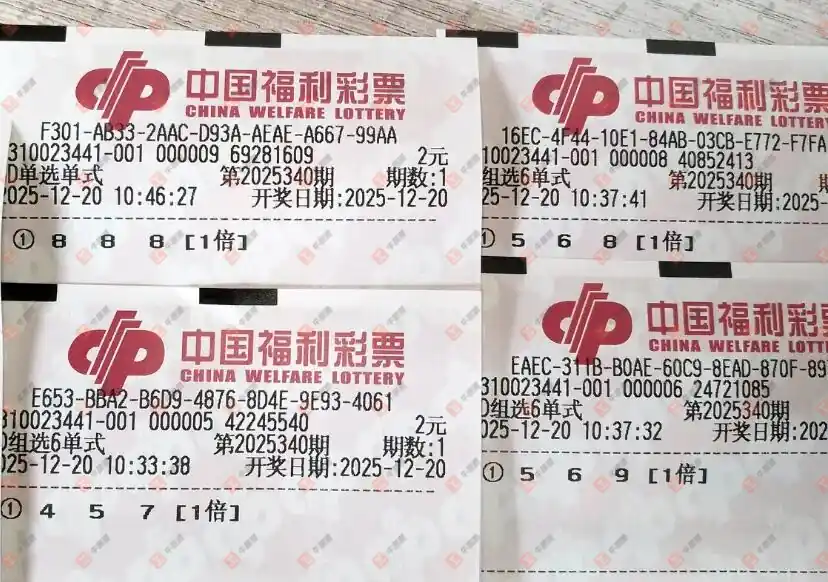 中国福利彩票
CHINA WELFARE LOTTERY
F301-AB33-2AAC-D93A-AEAE-A667-99AA
310023441-001 000009 69281609 2元
D单选单式 第2025340期 期数:1
2025-12-20 10:46:27 开奖日期:2025-12-20
① 8 8 8 [1倍]
中国福利彩票
CHINA WELFARE LOTTERY
16EC-4F44-10E1-84AB-03CB-E772-F7FA
10023441-001 000008 40852413
组选6单式 第2025340期
25-12-20 10:37:41 开奖日期:2025-
① 5 6 8 [1倍]
中国福利彩票
CHINA WELFARE LOTTERY
E653-BBA2-B6D9-4876-8D4E-9E93-4061
310023441-001 000005 42245540 2元
组选6单式 第2025340期 期数:1
25-12-20 10:33:38 开奖日期:2025-12-20
① 4 5 7 [1倍]
中国福利彩
CHINA WELFARE LOTTERY
EAEC-311B-B0AE-60C9-8EAD-870F-89
310023441-001 000006 24721085
组选6单式 第2025340期
25-12-20 10:37:32 开奖日期:202
① 5 6 9 [1倍]